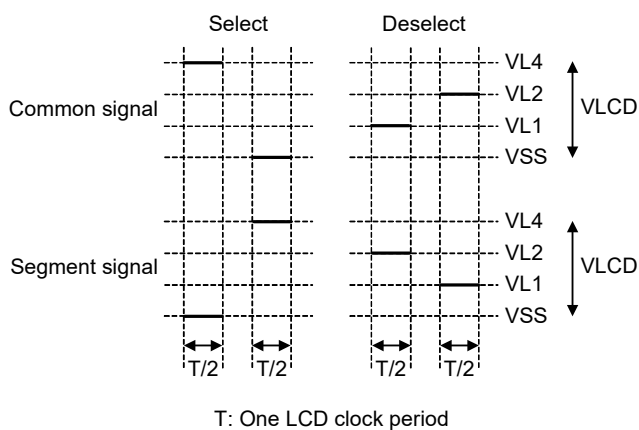 Select Deselect
VL4
VL2
Common signal VLCD
VL1
VSS
VL4
VL2
Segment signal VLCD
VL1
VSS
T/2 T/2 T/2 T/2
T: One LCD clock period